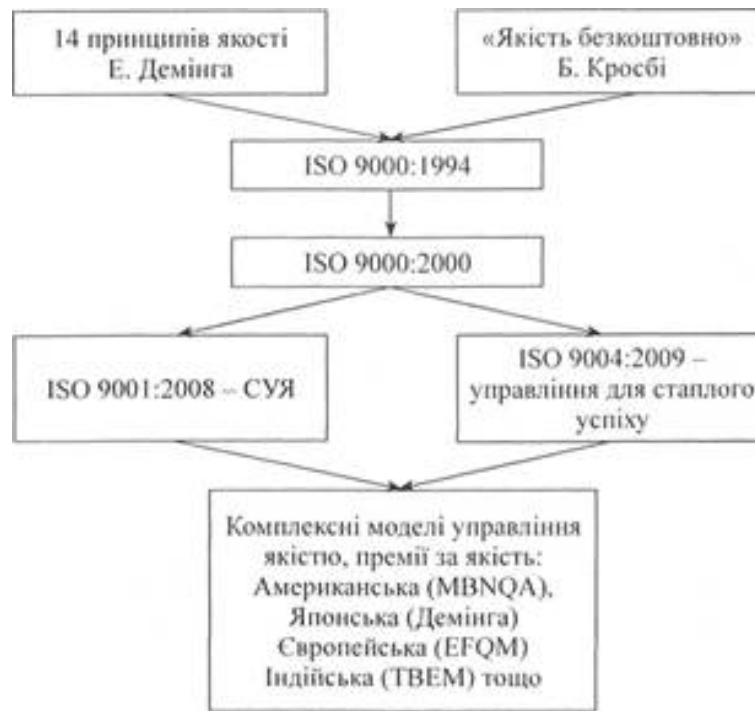 14 принципів якості
Е. Демінга
«Якість безкоштовно»
Б. Кросбі
ISO 9000:1994
ISO 9000:2000
ISO 9001:2008 – СУЯ
ISO 9004:2009 –
управління для стаплого
успіху
Комплексні моделі управління
якістю, премії за якість:
Американська (MBNQA),
Японська (Демінга)
Європейська (EFQM)
Індійська (TBEM) тощо